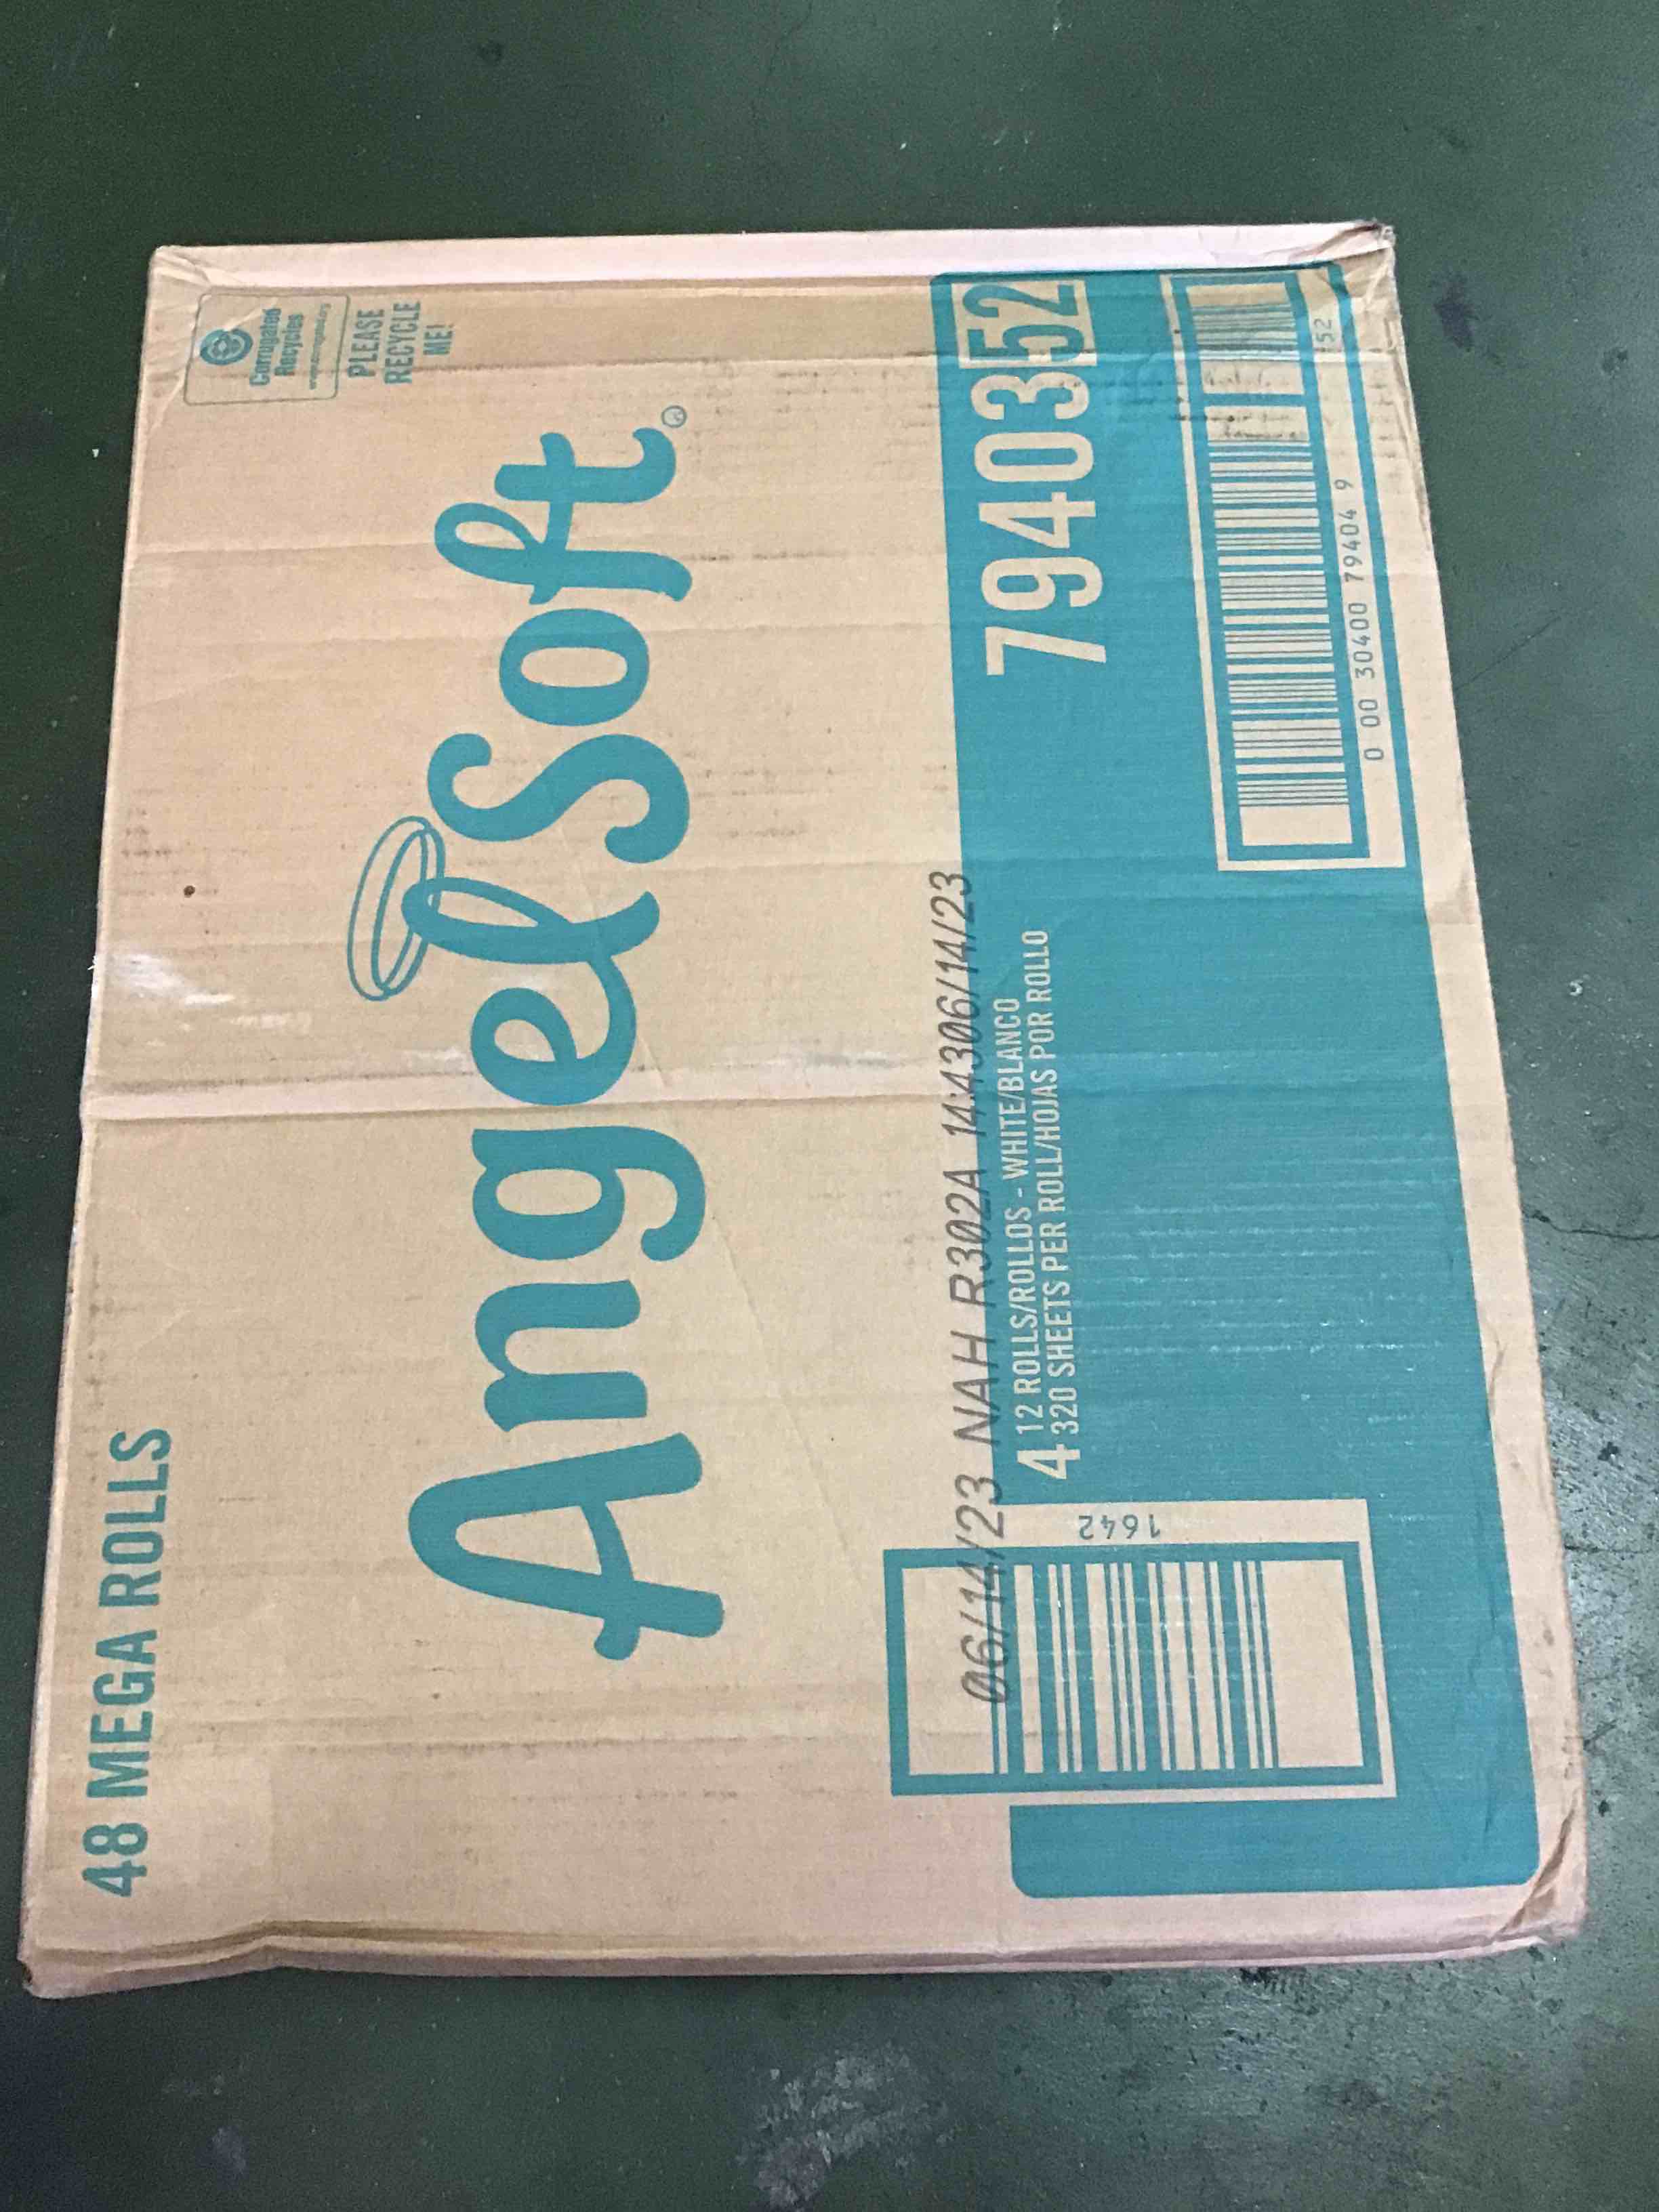 48 MEGA ROLLS
Corrugated
Recycles
PLEASE
RECYCLE
ME!
Angel Soft®
7940352
06/14/23 NAH R302A 14:4306/14/23
4 12 ROLLS/ROLLOS - WHITE/BLANCO
320 SHEETS PER ROLL/HOJAS POR ROLLO
1642
0 00 30400 79404 9
52